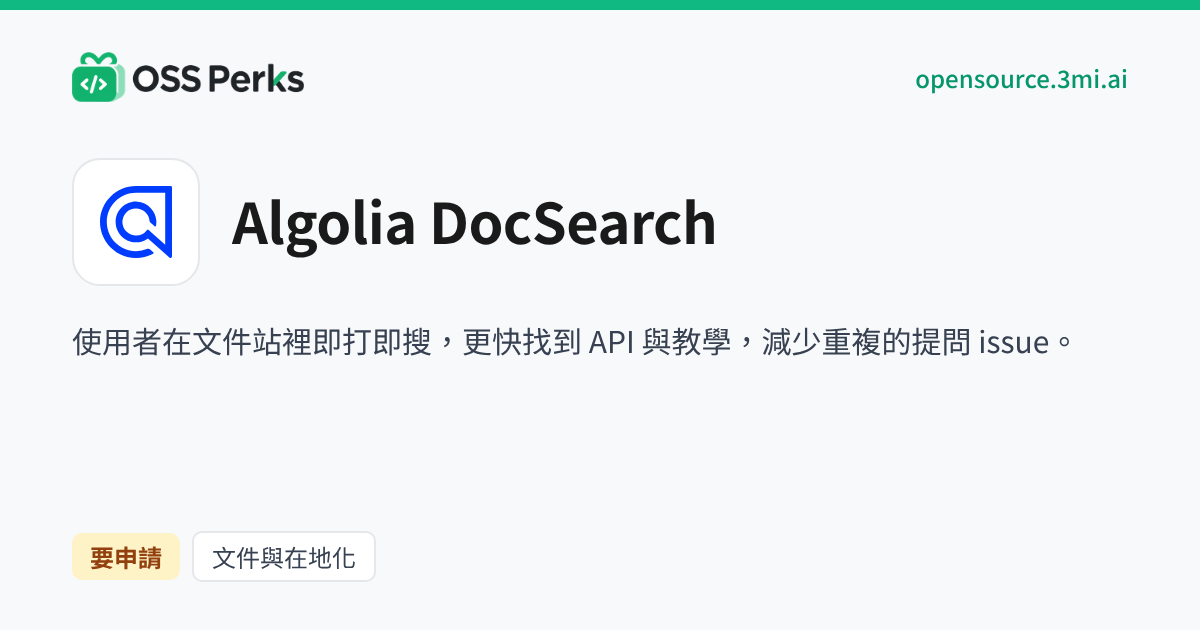 </> OSS Perks
opensource.3mi.ai
Algolia DocSearch
使用者在文件站裡即打即搜，更快找到 API 與教學，減少重複的提問 issue。
要申請
文件與在地化